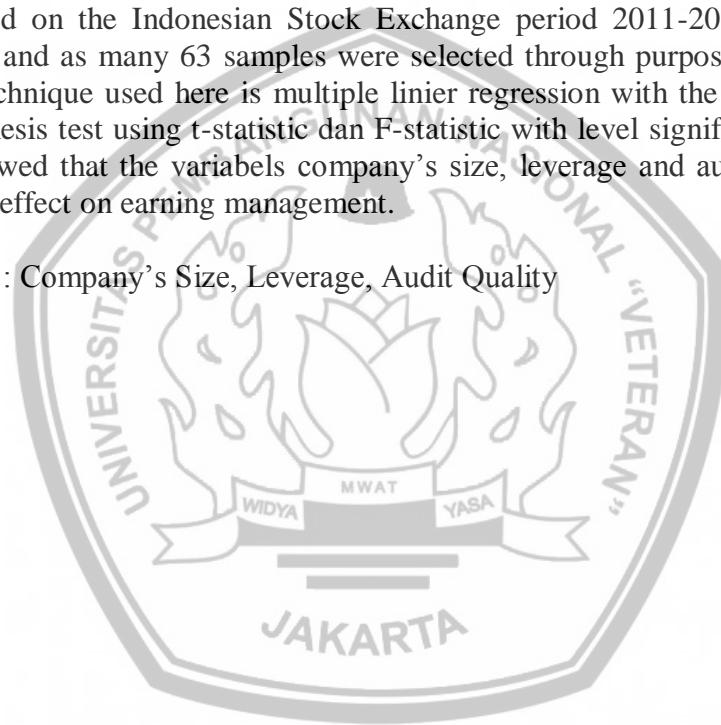 d on the Indonesian Stock Exchange period 2011-20
and as many 63 samples were selected through purpos
chnique used here is multiple linier regression with the
esis test using t-statistic dan F-statistic with level signif
wed that the variabels company's size, leverage and au
effect on earning management.
: Company's Size, Leverage, Audit Quality
UNIVERSITAS PEMBANGUNAN NASIONAL “VETERAN”
WIDYA MWAT YASA
JAKARTA